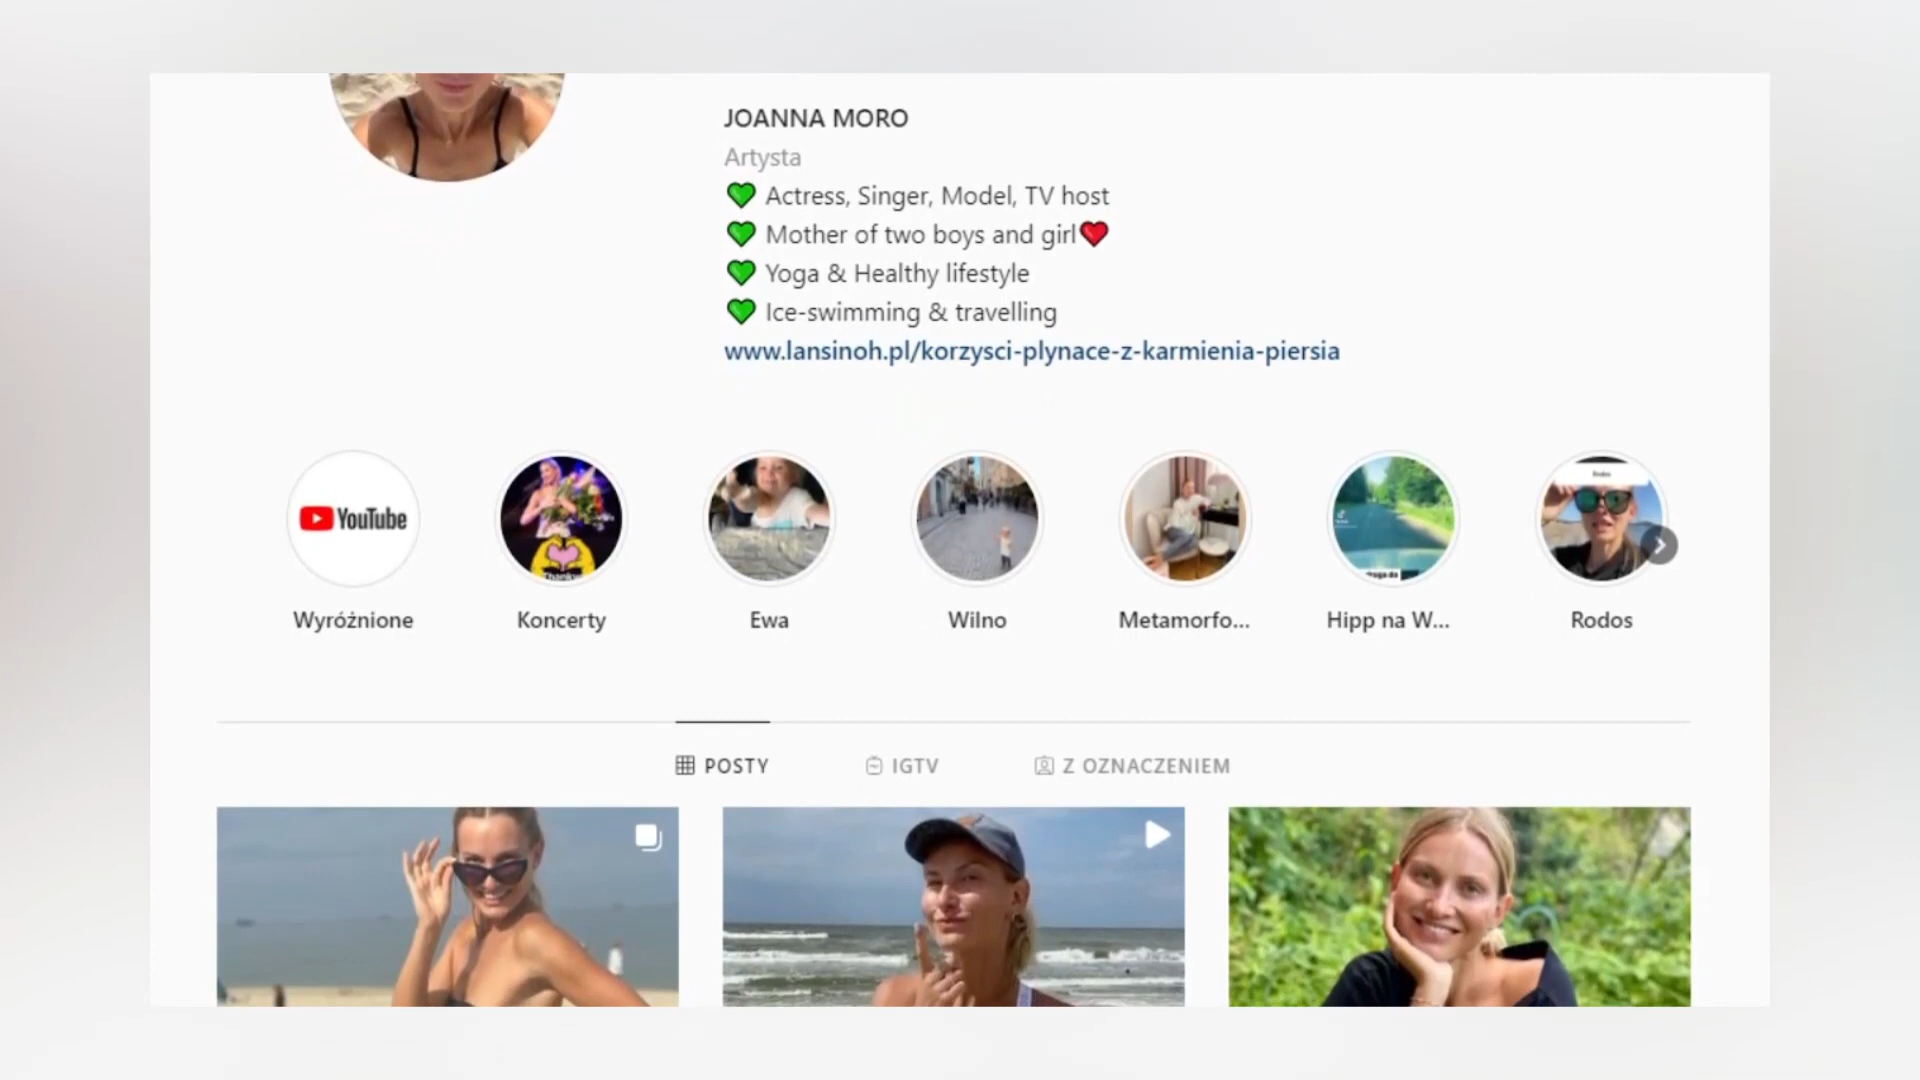 JOANNA MORO
Artysta
💚 Actress, Singer, Model, TV host
💚 Mother of two boys and girl❤️
💚 Yoga & Healthy lifestyle
💚 Ice-swimming & travelling
www.lansinoh.pl/korzysci-plynace-z-karmienia-piersia
YouTube
Rodos
Wyróżnione
Koncerty
Ewa
Wilno
Metamorfo...
Hipp na W...
Rodos
POSTY
IGTV
Z OZNACZENIEM